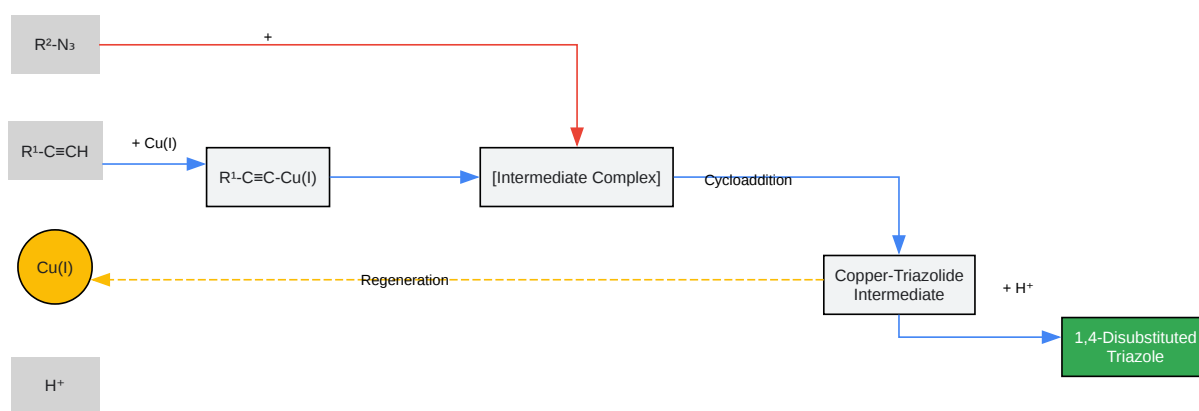 R²-N₃
+
R¹-C≡CH
+ Cu(I)
R¹-C≡C-Cu(I)
[Intermediate Complex]
Cycloaddition
Cu(I)
Regeneration
Copper-Triazolide
Intermediate
+ H⁺
1,4-Disubstituted
Triazole
H⁺